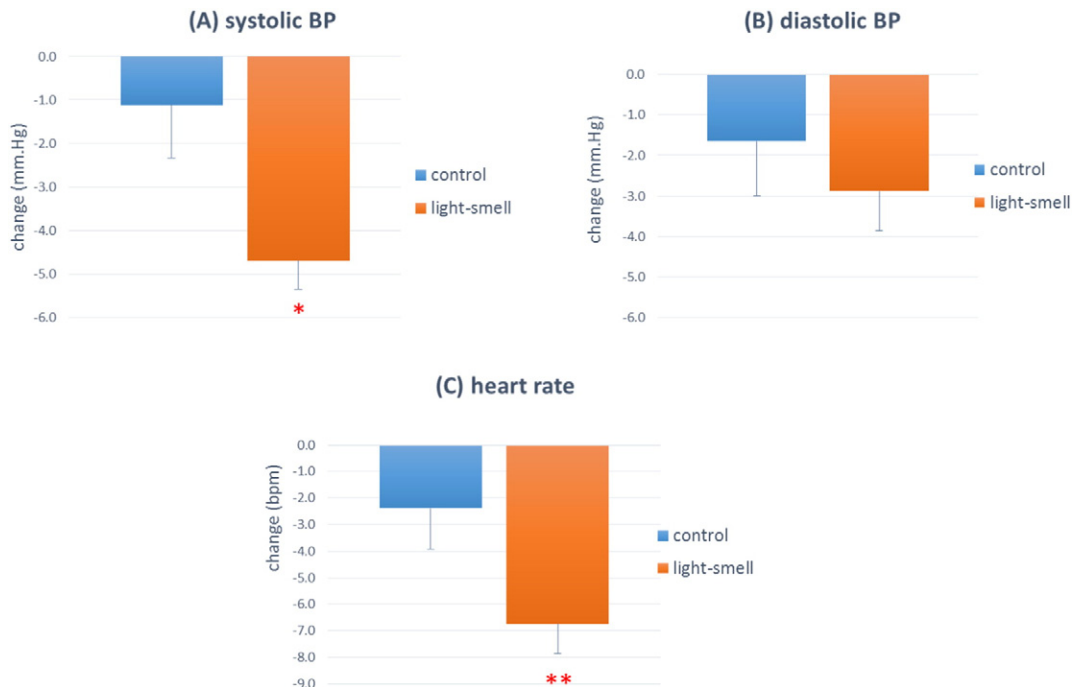 (A) systolic BP
0.0
-1.0
-2.0
-3.0
-4.0
-5.0
-6.0
change (mm.Hg)
control
light-smell
*
(B) diastolic BP
0.0
-1.0
-2.0
-3.0
-4.0
-5.0
-6.0
change (mm.Hg)
control
light-smell
(C) heart rate
0.0
-1.0
-2.0
-3.0
-4.0
-5.0
-6.0
-7.0
-8.0
-9.0
change (bpm)
control
light-smell
**